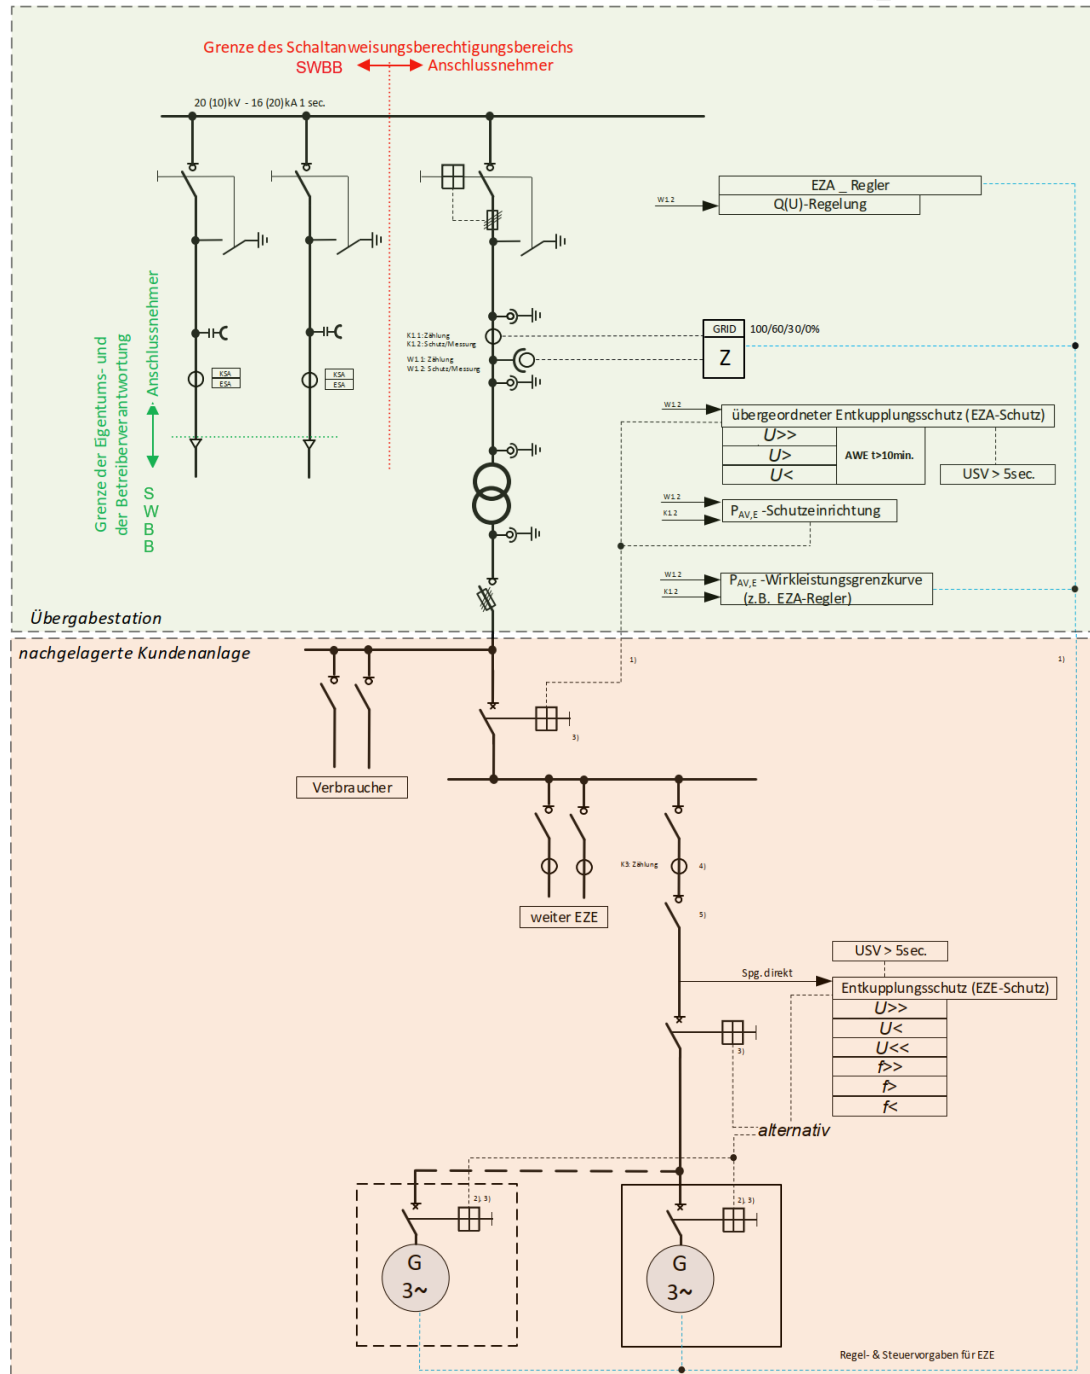 Grenze des Schaltanweisungsberechtigungsbereichs
SWBB
Anschlussnehmer
20 (10)kV - 16 (20)kA 1 sec.
EZA _ Regler
W1.2
Q(U)-Regelung
Grenze der Eigentums- und
der Betreiberverantwortung
Anschlussnehmer
S
W
B
B
K1.1: Zählung
K1.2: Schutz/Messung
W1.1: Zählung
W1.2: Schutz/Messung
GRID
100/60/30/0%
Z
KSA
ESA
KSA
ESA
W1.2
übergeordneter Entkupplungsschutz (EZA-Schutz)
U>>
U>
U<
AWE t>10min.
USV > 5sec.
W1.2
K1.2
PAV,E -Schutzeinrichtung
W1.2
K1.2
PAV,E -Wirkleistungsgrenzkurve
(z.B. EZA-Regler)
Übergabestation
nachgelagerte Kundenanlage
1)
1)
3)
Verbraucher
K3: Zählung
4)
weiter EZE
5)
USV > 5sec.
Spg. direkt
Entkupplungsschutz (EZE-Schutz)
U>>
U<
U<<
f>>
f>
f<
3)
alternativ
2), 3)
2), 3)
G
3~
G
3~
Regel- & Steuervorgaben für EZE